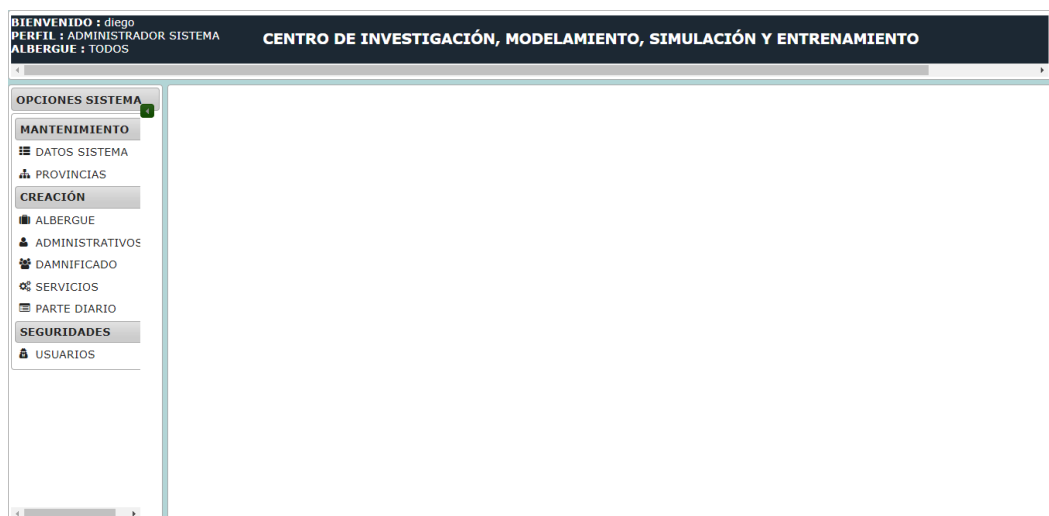 BIENVENIDO : diego
PERFIL : ADMINISTRADOR SISTEMA
ALBERGUE : TODOS
CENTRO DE INVESTIGACIÓN, MODELAMIENTO, SIMULACIÓN Y ENTRENAMIENTO
OPCIONES SISTEMA
MANTENIMIENTO
DATOS SISTEMA
PROVINCIAS
CREACIÓN
ALBERGUE
ADMINISTRATIVOS
DAMNIFICADO
SERVICIOS
PARTE DIARIO
SEGURIDADES
USUARIOS